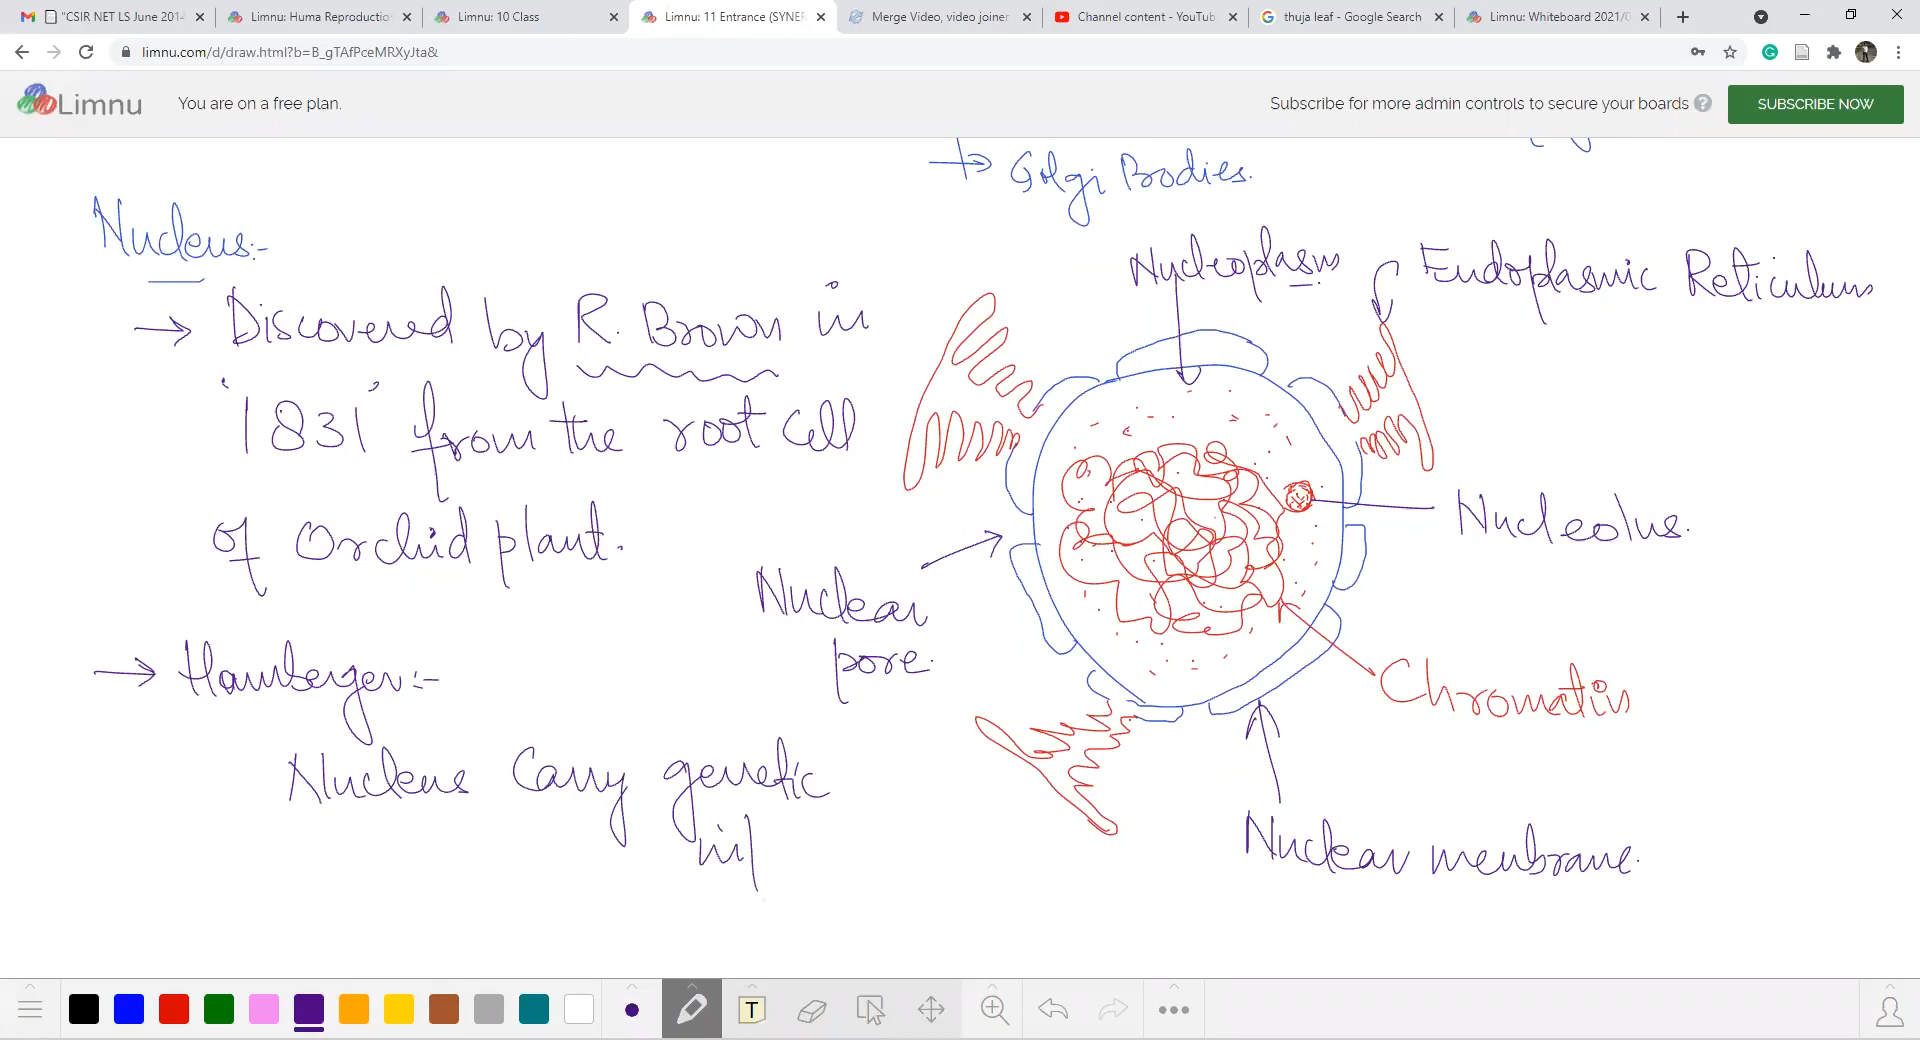 "CSIR NET LS June 2014
Limnu: Huma Reproductio
Limnu: 10 Class
Limnu: 11 Entrance (SYNER
Merge Video, video joiner
Channel content - YouTub
thuja leaf - Google Search
Limnu: Whiteboard 2021/0
limnu.com/d/draw.html?b=B_gTAfPceMRXyJta&
Limnu
You are on a free plan.
Subscribe for more admin controls to secure your boards ?
SUBSCRIBE NOW
→ Golgi Bodies.
Nucleus:-
→ Discovered by R. Brown in
'1831' from the root cell
of Orchid plant.
→ Hamberger:-
Nucleus Carry genetic
Nucleoplasm
Endoplasmic Reticulum
Nucleolus.
Nuclear
pore.
Chromatin
Nuclear menbrane.
T